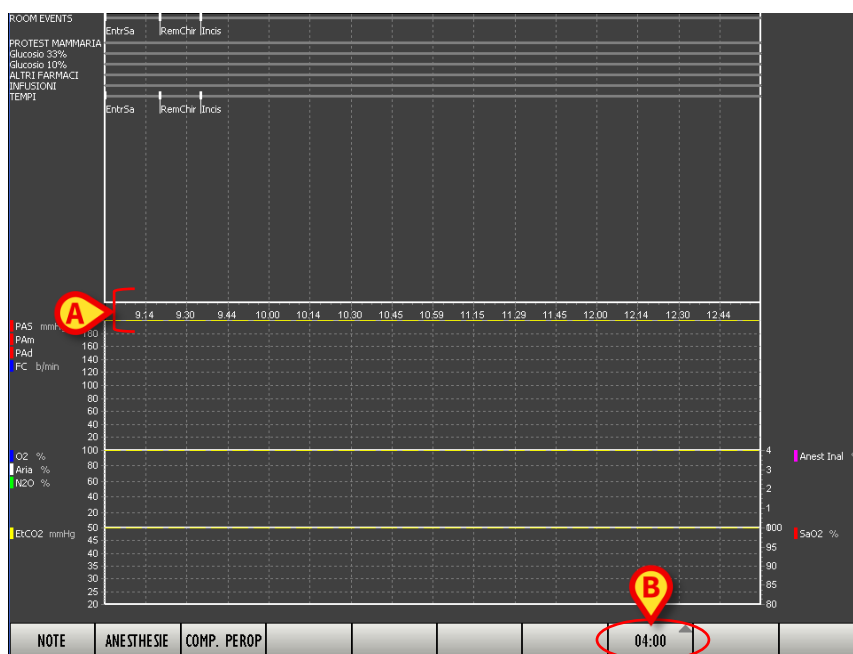 ROOM EVENTS
EntrSa RemChir Incis
PROTEST MAMMARIA
Glucosio 33%
Glucosio 10%
ALTRI FARMACI
INFUSIONI
TEMPI
EntrSa RemChir Incis
A
9.14 9.30 9.44 10.00 10.14 10.30 10.45 10.59 11.15 11.29 11.45 12.00 12.14 12.30 12.44
PAS mmHg
180
PAm
160
PAd
140
FC b/min
120
100
80
60
40
20
O2 % 100 4 Anest Inal
Aria % 80 3
N2O % 60 2
40
20 1
EtCO2 mmHg 50 100 SaO2 %
45
40 95
35 90
30
25 85
20 80
B
NOTE ANESTHESIE COMP. PEROP 04:00